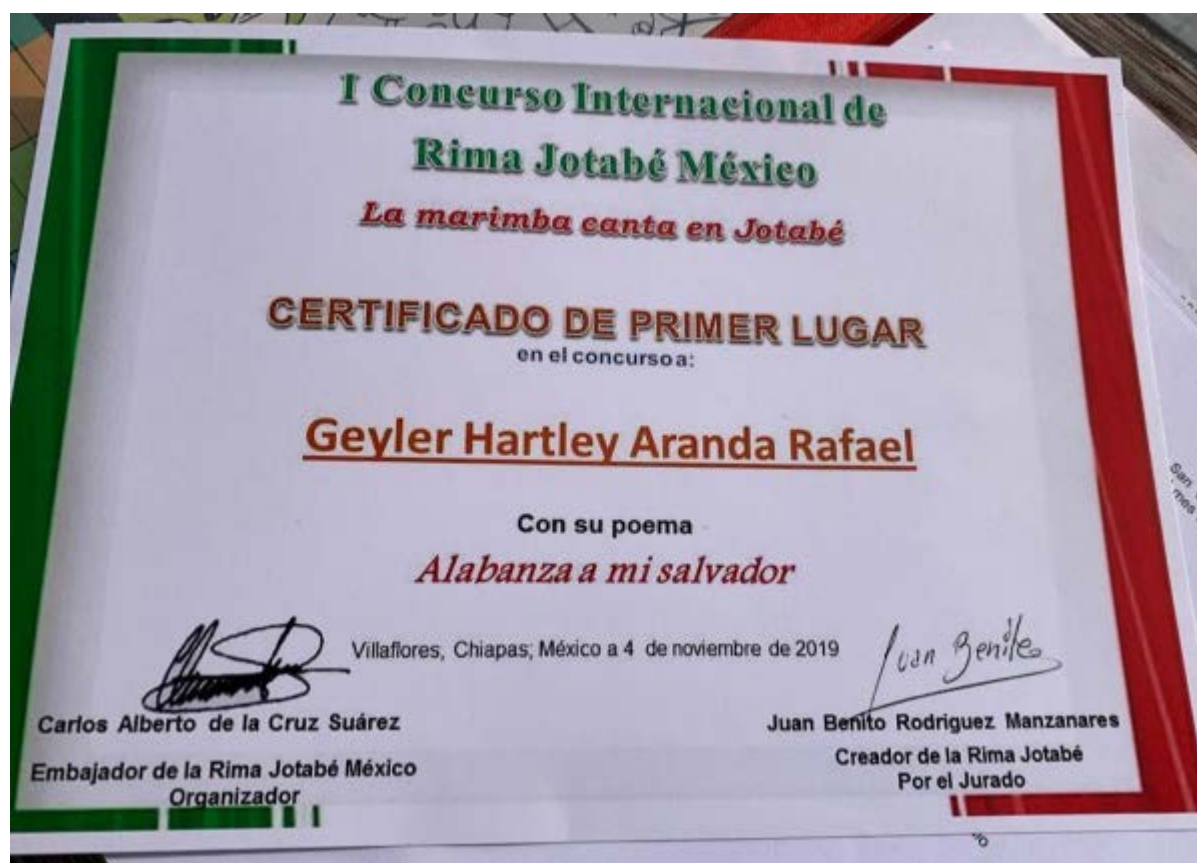 I Concurso Internacional de
Rima Jotabé México
La marimba canta en Jotabé
CERTIFICADO DE PRIMER LUGAR
en el concurso a:
Geyler Hartley Aranda Rafael
Con su poema
Alabanza a mi salvador
Villaflores, Chiapas; México a 4 de noviembre de 2019
Juan Benito
Carlos Alberto de la Cruz Suárez
Embajador de la Rima Jotabé México
Organizador
Juan Benito Rodriguez Manzanares
Creador de la Rima Jotabé
Por el Jurado
San